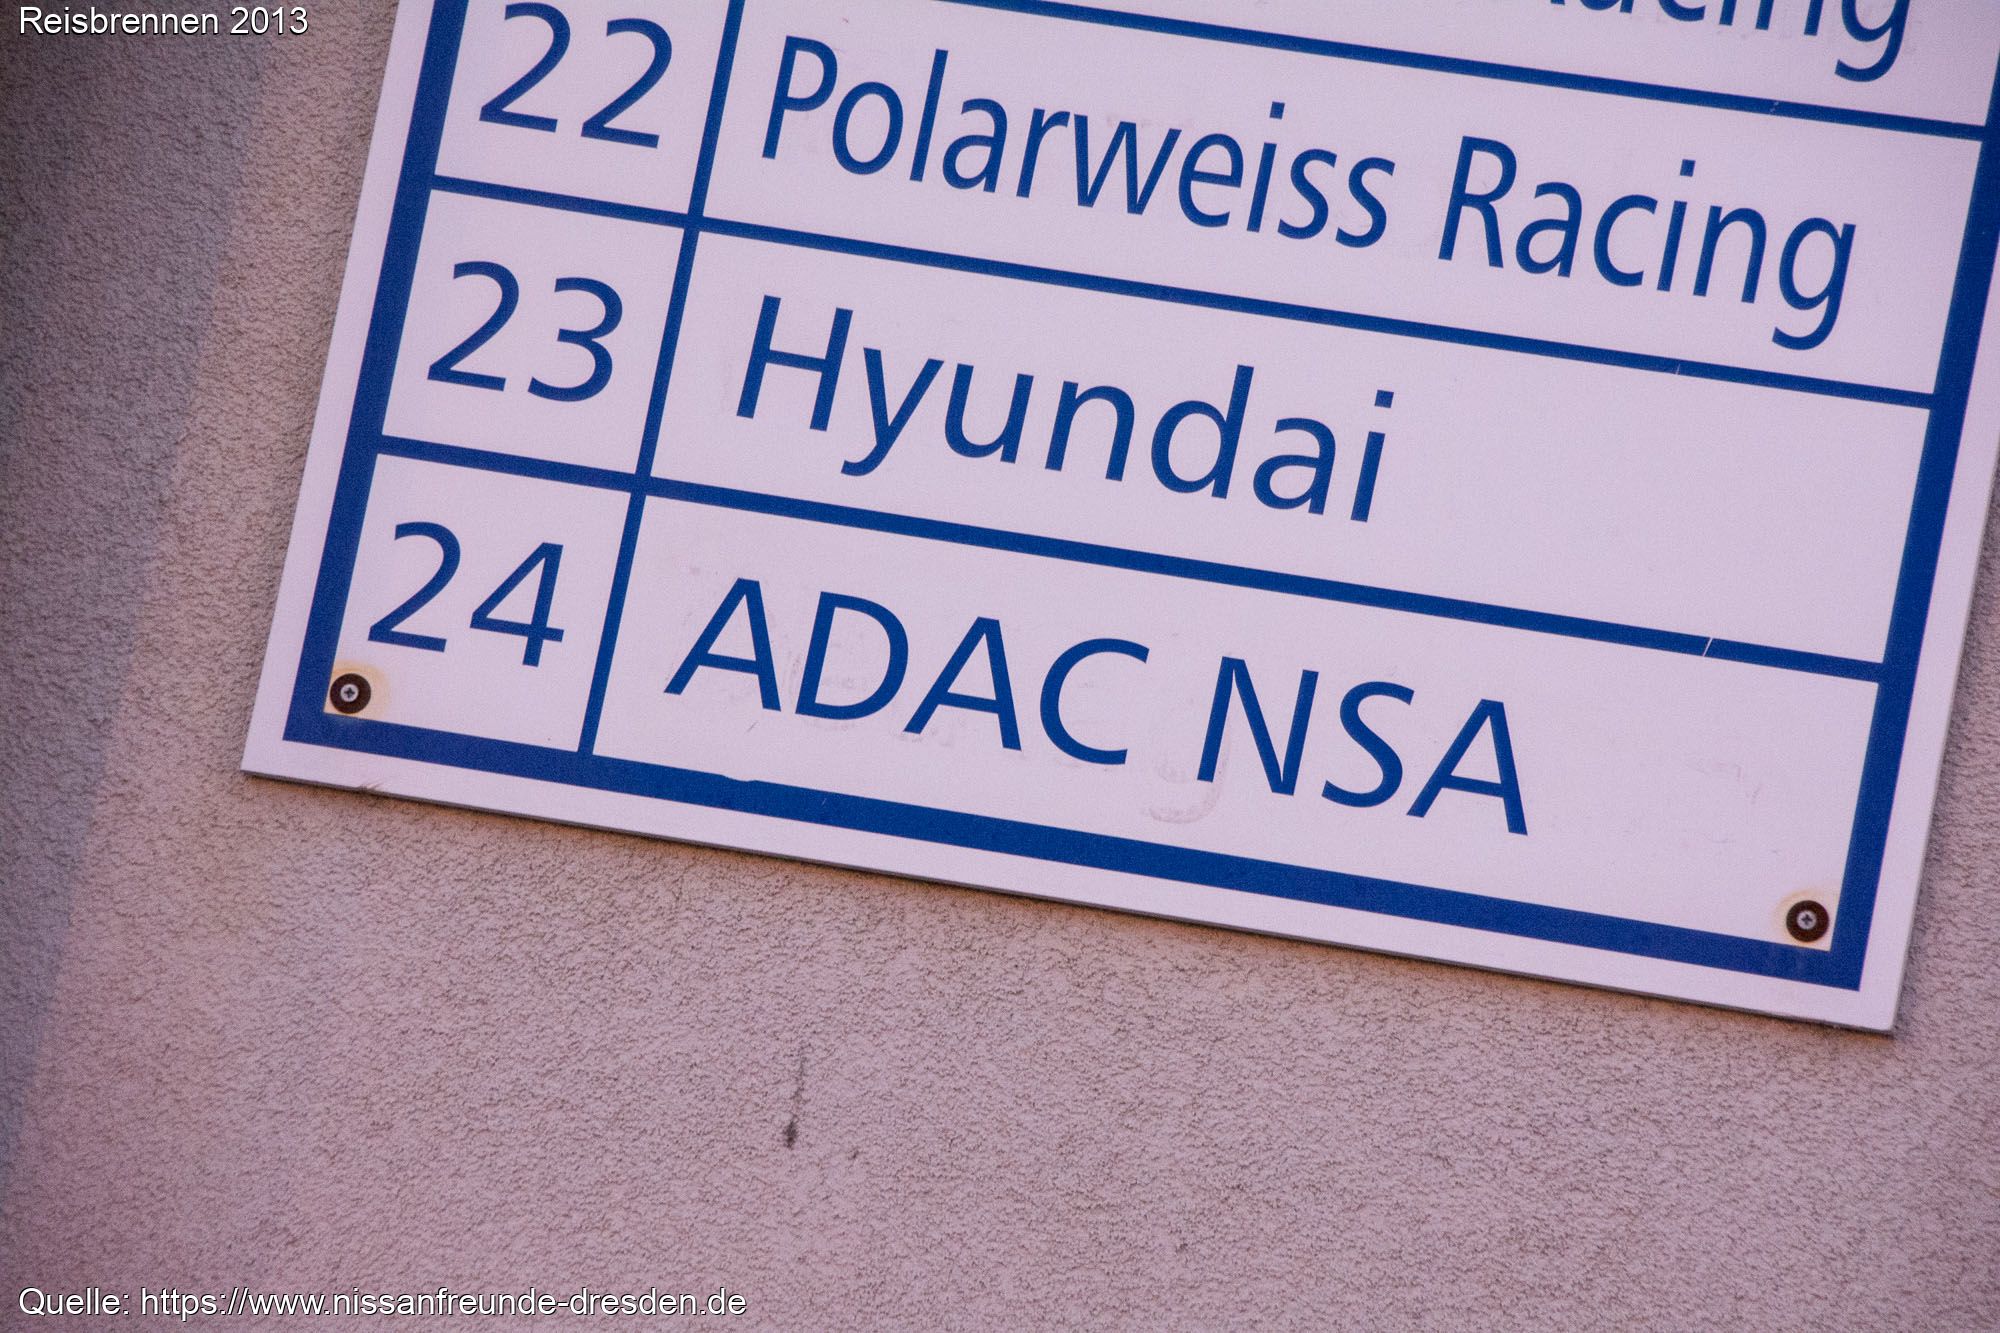 Reisbrennen 2013
22 Polarweiss Racing
23 Hyundai
24 ADAC NSA
Quelle: https://www.nissanfreunde-dresden.de